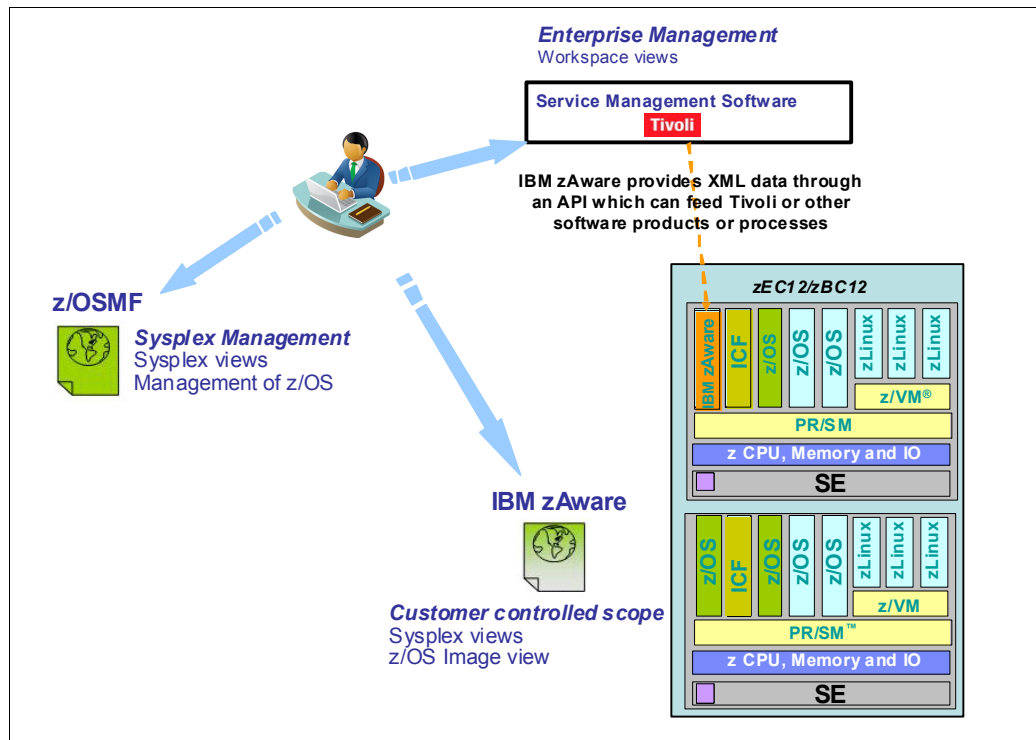 Enterprise Management
Workspace views
Service Management Software
Tivoli
IBM zAware provides XML data through
an API which can feed Tivoli or other
software products or processes
z/OSMF
Sysplex Management
Sysplex views
Management of z/OS
IBM zAware
Customer controlled scope
Sysplex views
z/OS Image view
zEC12/zBC12
IBM zAware
ICF
z/OS
z/OS
z/OS
zLinux
zLinux
zLinux
z/VM®
PR/SM
z CPU, Memory and IO
SE
z/OS
ICF
z/OS
z/OS
z/OS
zLinux
zLinux
zLinux
z/VM
PR/SM™
z CPU, Memory and IO
SE